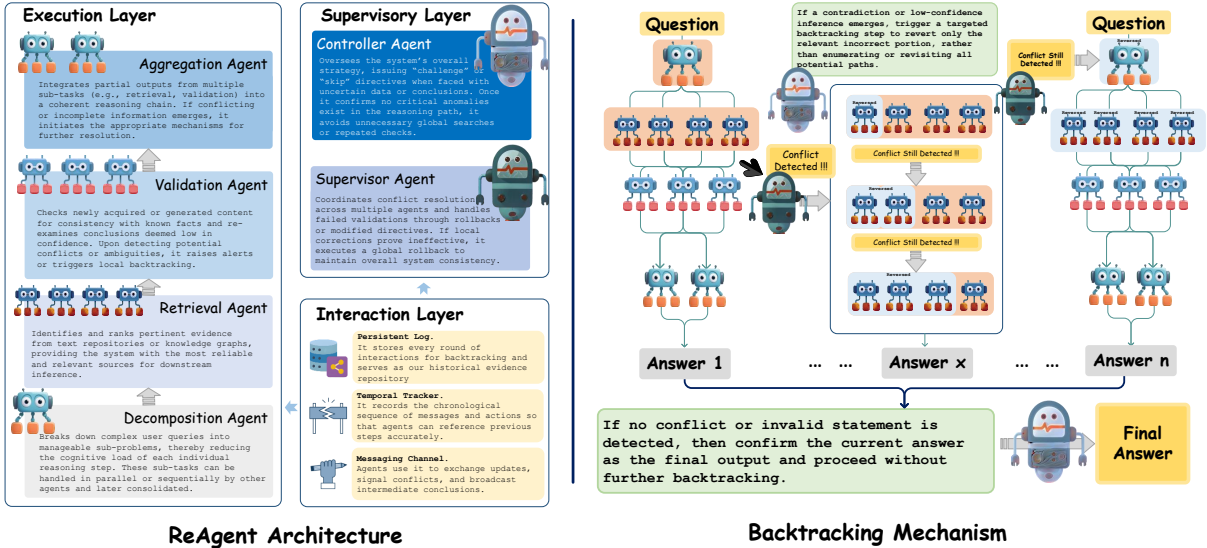 Execution Layer
Aggregation Agent
Integrates partial outputs from multiple
sub-tasks (e.g., retrieval, validation) into
a coherent reasoning chain. If conflicting
or incomplete information emerges, it
initiates the appropriate mechanisms for
further resolution.
Validation Agent
Checks newly acquired or generated content
for consistency with known facts and re-
examines conclusions deemed low in
confidence. Upon detecting potential
conflicts or ambiguities, it raises alerts
or triggers local backtracking.
Retrieval Agent
Identifies and ranks pertinent evidence
from text repositories or knowledge graphs,
providing the system with the most reliable
and relevant sources for downstream
inference.
Decomposition Agent
Breaks down complex user queries into
manageable sub-problems, thereby reducing
the cognitive load of each individual
reasoning step. These sub-tasks can be
handled in parallel or sequentially by other
agents and later consolidated.
Supervisory Layer
Controller Agent
Oversees the system's overall
strategy, issuing "challenge" or
"skip" directives when faced with
uncertain data or conclusions. Once
it confirms no critical anomalies
exist in the reasoning path, it
avoids unnecessary global searches
or repeated checks.
Supervisor Agent
Coordinates conflict resolution
across multiple agents and handles
failed validations through rollbacks
or modified directives. If local
corrections prove ineffective, it
executes a global rollback to
maintain overall system consistency.
Interaction Layer
Persistent Log.
It stores every round of
interactions for backtracking and
serves as our historical evidence
repository
Temporal Tracker.
It records the chronological
sequence of messages and actions so
that agents can reference previous
steps accurately.
Messaging Channel.
Agents use it to exchange updates,
signal conflicts, and broadcast
intermediate conclusions.
ReAgent Architecture
Question
If a contradiction or low-confidence
inference emerges, trigger a targeted
backtracking step to revert only the
relevant incorrect portion, rather
than enumerating or revisiting all
potential paths.
Conflict
Detected !!!
Reversed
Conflict Still Detected !!!
Reversed
Conflict Still Detected !!!
Reversed
Conflict Still
Detected !!!
Question
Reversed
Reversed
Answer 1
... ...
Answer x
... ...
Answer n
If no conflict or invalid statement is
detected, then confirm the current answer
as the final output and proceed without
further backtracking.
Final
Answer
Backtracking Mechanism